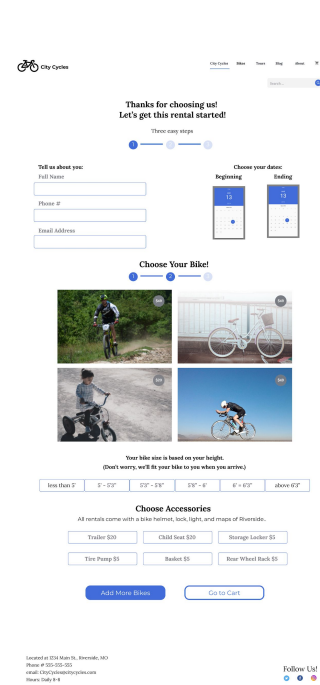 City Cycles
City Cycles Bikes Tours Blog About
Search...
Thanks for choosing us!
Let's get this rental started!
Three easy steps
1
Tell us about you:
Choose your dates:
Full Name
Beginning
Ending
13
13
Phone #
Email Address
Choose Your Bike!
1 2
Your bike size is based on your height.
(Don't worry, we'll fit your bike to you when you arrive.)
less than 5' 5' - 5'3" 5'3" - 5'8" 5'8" - 6' 6' - 6'3" above 6'3"
Choose Accessories
All rentals come with a bike helmet, lock, light, and maps of Riverside.
Trailer $20 Child Seat $20 Storage Locker $5
Tire Pump $5 Basket $5 Rear Wheel Rack $5
Add More Bikes Go to Cart
Located at 1234 Main St., Riverside, MO
Phone: # 555-555-555
email: CityCycles@citycycles.com
Hours: Daily 9-6
Follow Us!